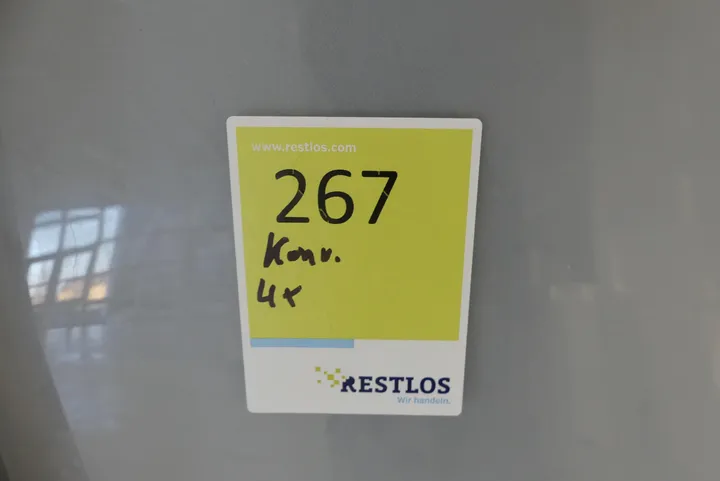 www.restlos.com
267
Konv.
4x
RESTLOS
Wir handeln.